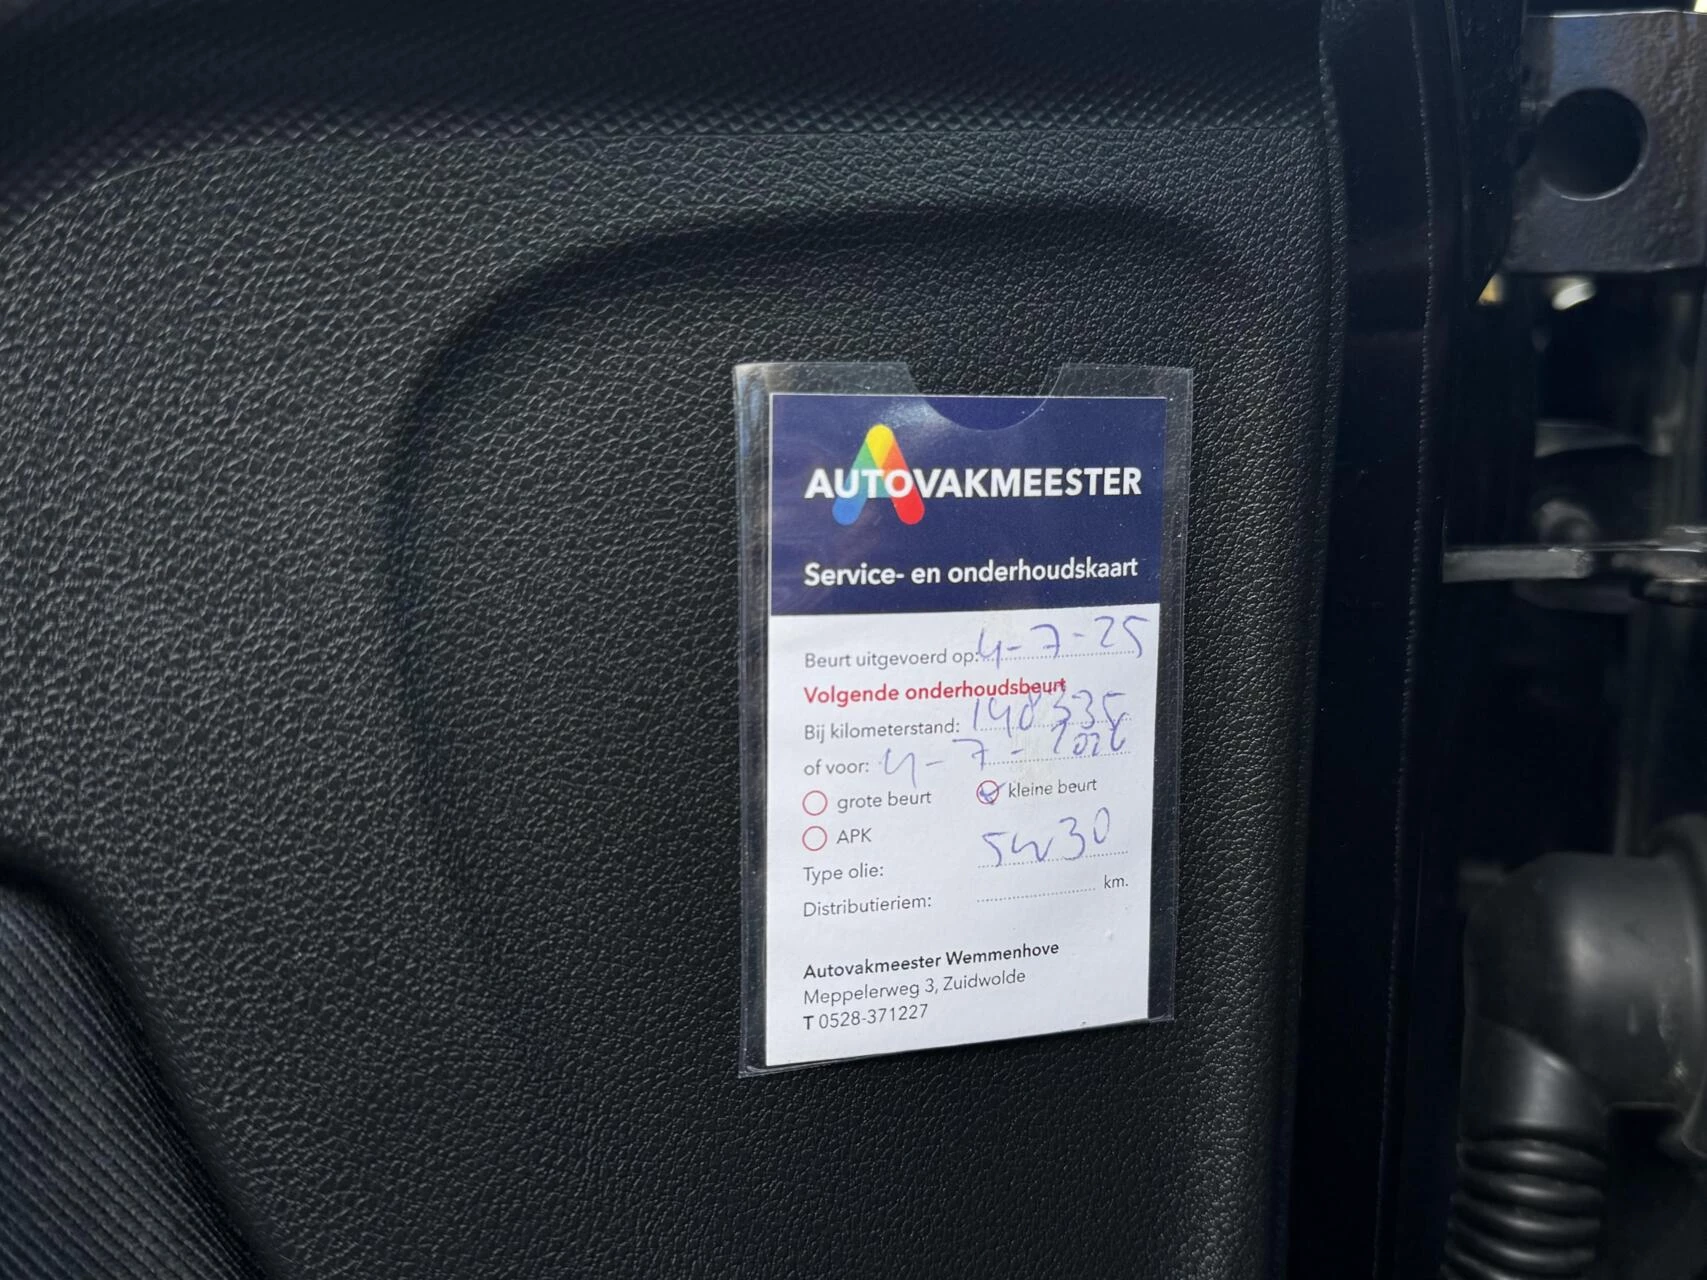 AUTOVAKMEESTER
Service- en onderhoudskaart
Beurt uitgevoerd op: 4-7-25
Volgende onderhoudsbeurt
Bij kilometerstand: 148335
of voor: 4-7-2026
grote beurt kleine beurt
APK
Type olie: 5w30
Distributieriem: km.
Autovakmeester Wemmenhove
Meppelerweg 3, Zuidwolde
T 0528-371227